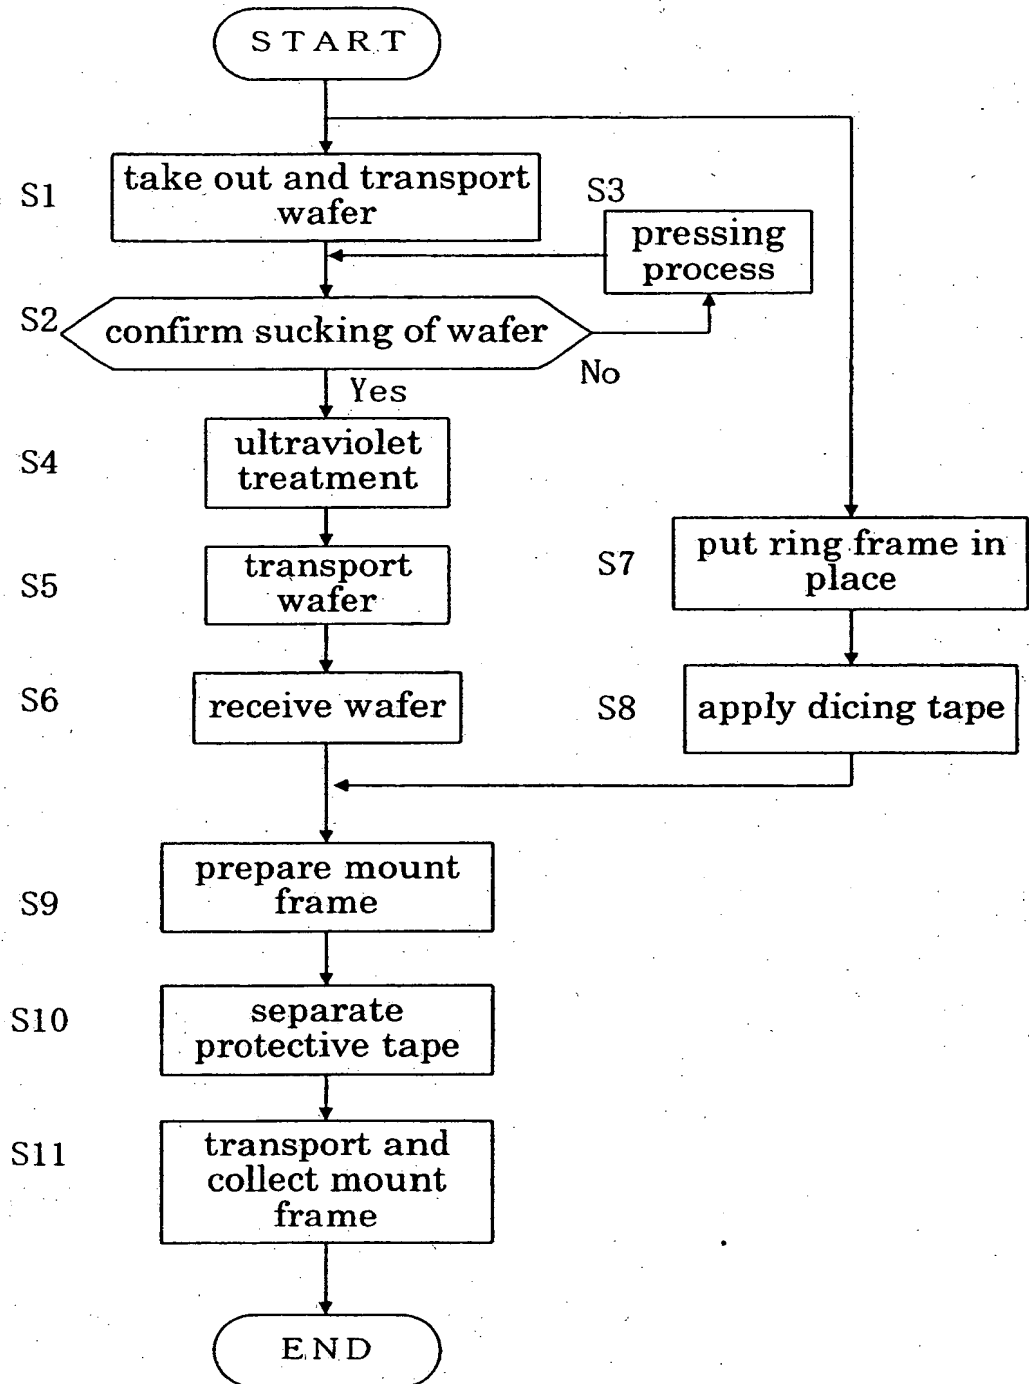 START
S1
take out and transport
wafer
S3
pressing
process
S2
confirm sucking of wafer
No
Yes
S4
ultraviolet
treatment
S5
transport
wafer
S7
put ring frame in
place
S6
receive wafer
S8
apply dicing tape
S9
prepare mount
frame
S10
separate
protective tape
S11
transport and
collect mount
frame
END